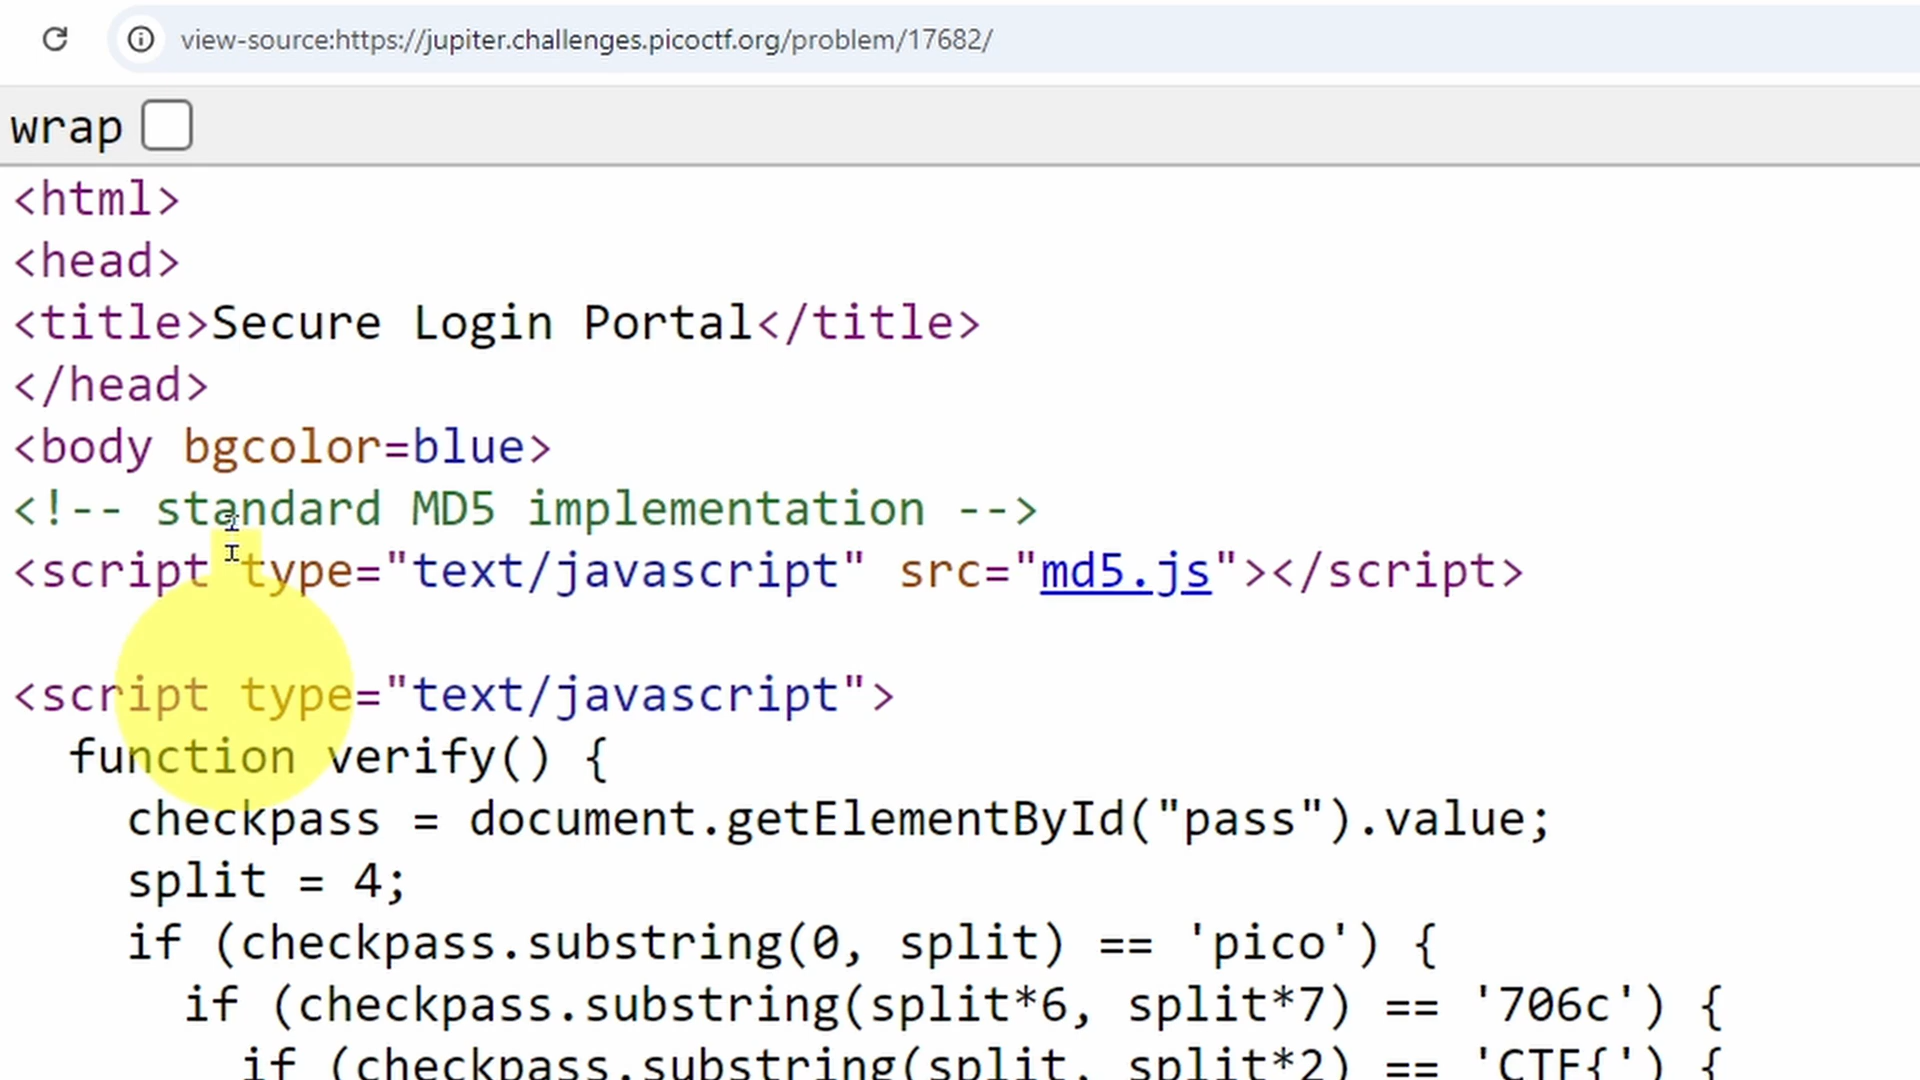 view-source:https://jupiter.challenges.picoctf.org/problem/17682/
wrap
<html>
<head>
<title>Secure Login Portal</title>
</head>
<body bgcolor=blue>
<!-- standard MD5 implementation -->
<script type="text/javascript" src="md5.js"></script>
<script type="text/javascript">
function verify() {
checkpass = document.getElementById("pass").value;
split = 4;
if (checkpass.substring(0, split) == 'pico') {
if (checkpass.substring(split*6, split*7) == '706c') {
if (checkpass.substring(split, split*2) == 'CTF{') {